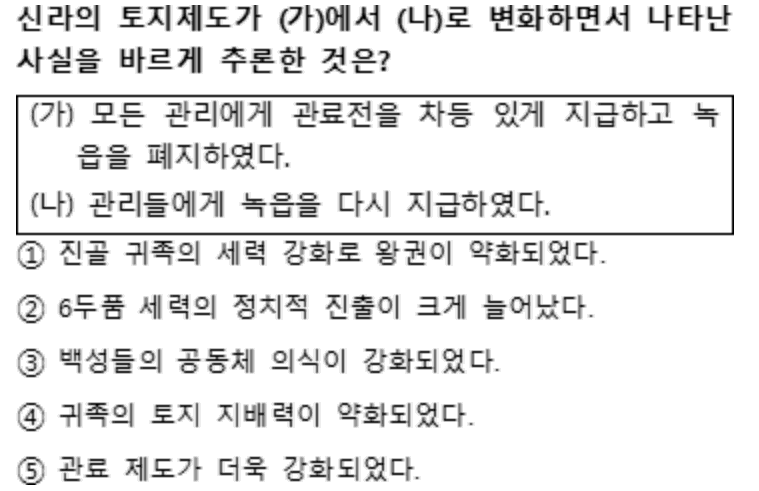 신라의 토지제도가 (가)에서 (나)로 변화하면서 나타난
사실을 바르게 추론한 것은?
(가) 모든 관리에게 관료전을 차등 있게 지급하고 녹
읍을 폐지하였다.
(나) 관리들에게 녹읍을 다시 지급하였다.
① 진골 귀족의 세력 강화로 왕권이 약화되었다.
② 6두품 세력의 정치적 진출이 크게 늘어났다.
③ 백성들의 공동체 의식이 강화되었다.
④ 귀족의 토지 지배력이 약화되었다.
⑤ 관료 제도가 더욱 강화되었다.